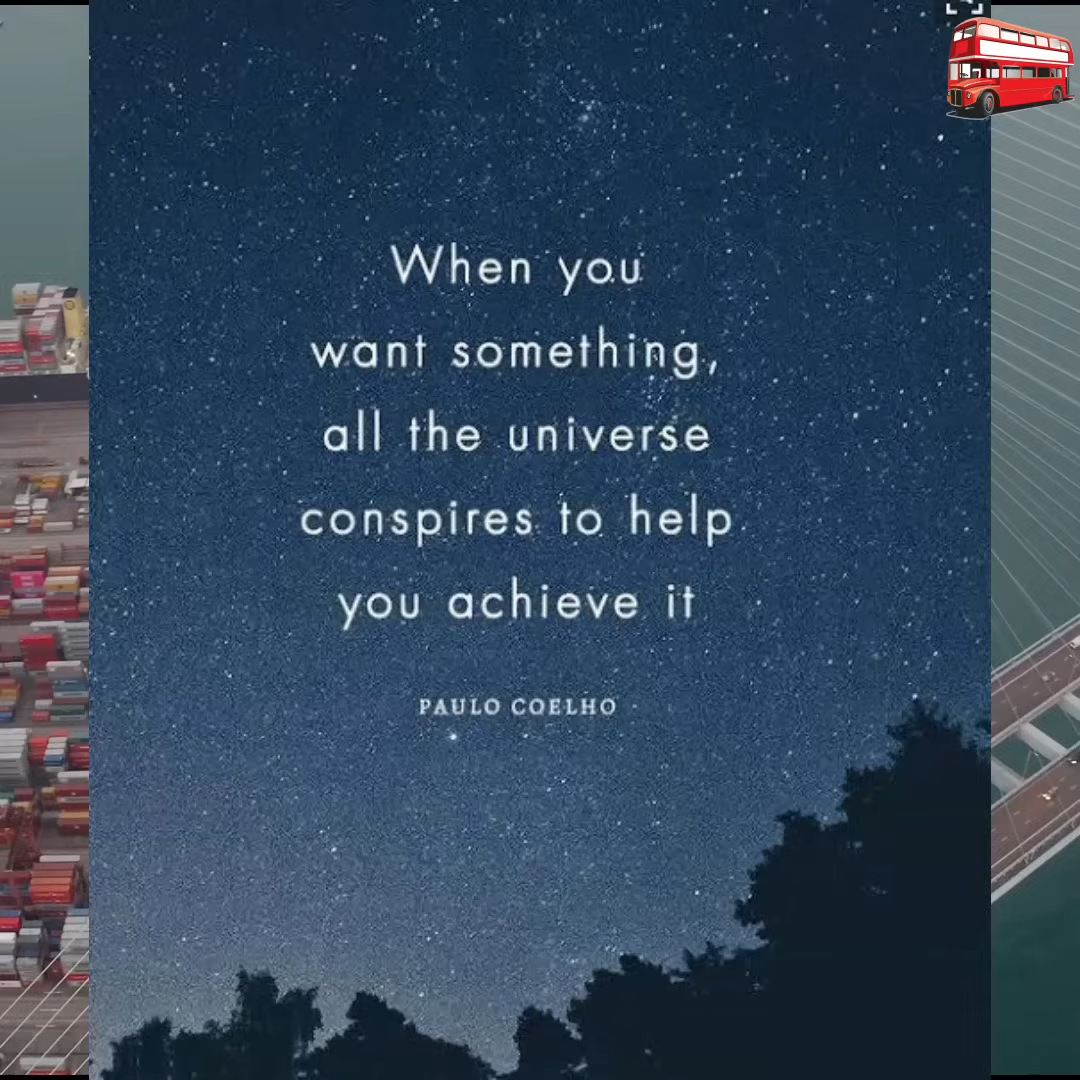 When you
want something,
all the universe
conspires to help
you achieve it
PAULO COELHO